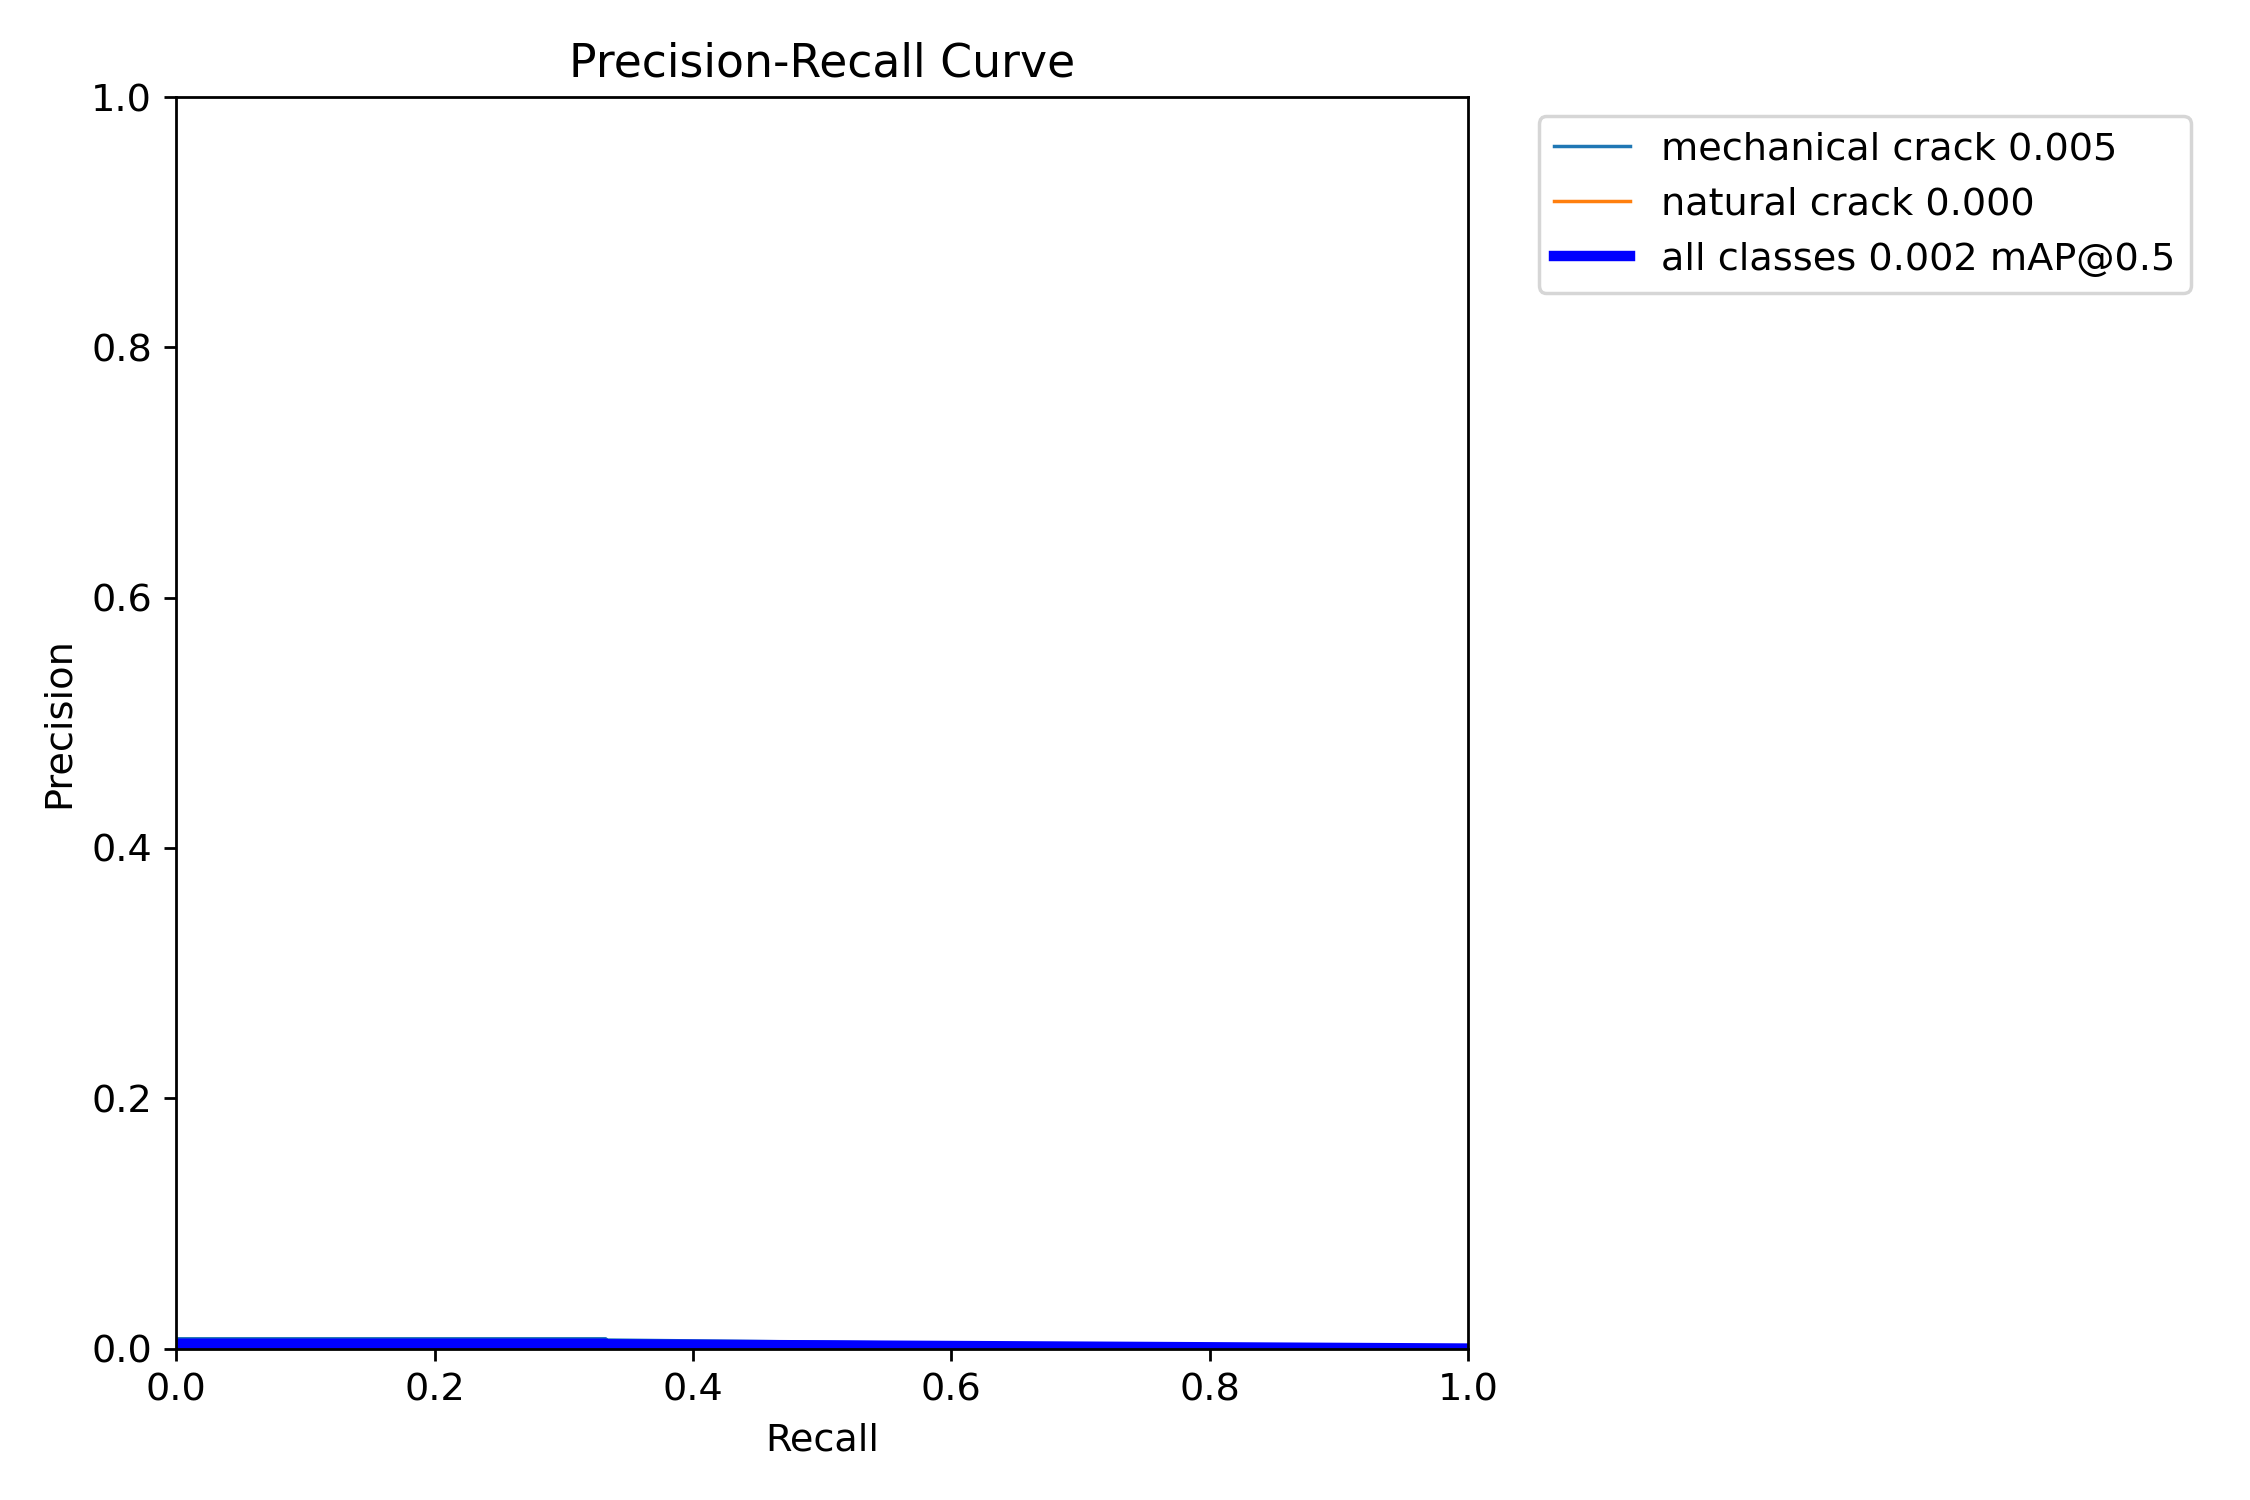 Precision-Recall Curve
1.0
0.8
0.6
0.4
0.2
0.0
Precision
0.0 0.2 0.4 0.6 0.8 1.0
Recall
mechanical crack 0.005
natural crack 0.000
all classes 0.002 mAP@0.5